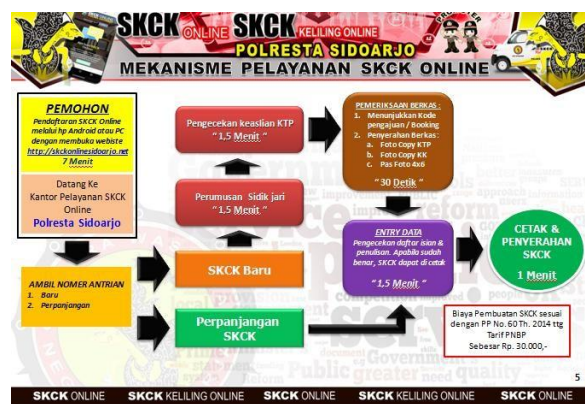 SKCK ONLINE SKCK KELILING ONLINE
POLRESTA SIDOARJO
MEKANISME PELAYANAN SKCK ONLINE
PEMOHON
Pendaftaran SKCK Online
melalui hp Android atau PC
dengan membuka webiste
http://skckonlinesidoarjo.net
7 Menit
Datang Ke
Kantor Pelayanan SKCK
Online
Polresta Sidoarjo
AMBIL NOMER ANTRIAN
1. Baru
2. Perpanjangan
Pengecekan keaslian KTP
"1,5 Menit"
Perumusan Sidik jari
"1,5 Menit"
SKCK Baru
Perpanjangan
SKCK
PEMERIKSAAN BERKAS :
1. Menunjukkan Kode
pengajuan / Booking
2. Penyerahan Berkas:
a. Foto Copy KTP
b. Foto Copy KK
c. Pas Foto 4x6
"30 Detik"
ENTRY DATA
Pengecekan daftar isian &
penulisan. Apabila sudah
benar, SKCK dapat di cetak
"1,5 Menit"
CETAK &
PENYERAHAN
SKCK
1 Menit
Biaya Pembuatan SKCK sesuai
dengan PP No. 60 Th. 2014 ttg
Tarif PNBP
Sebesar Rp. 30.000,-
5
SKCK ONLINE SKCK KELILING ONLINE SKCK ONLINE SKCK KELILING ONLINE SKCK ONLINE